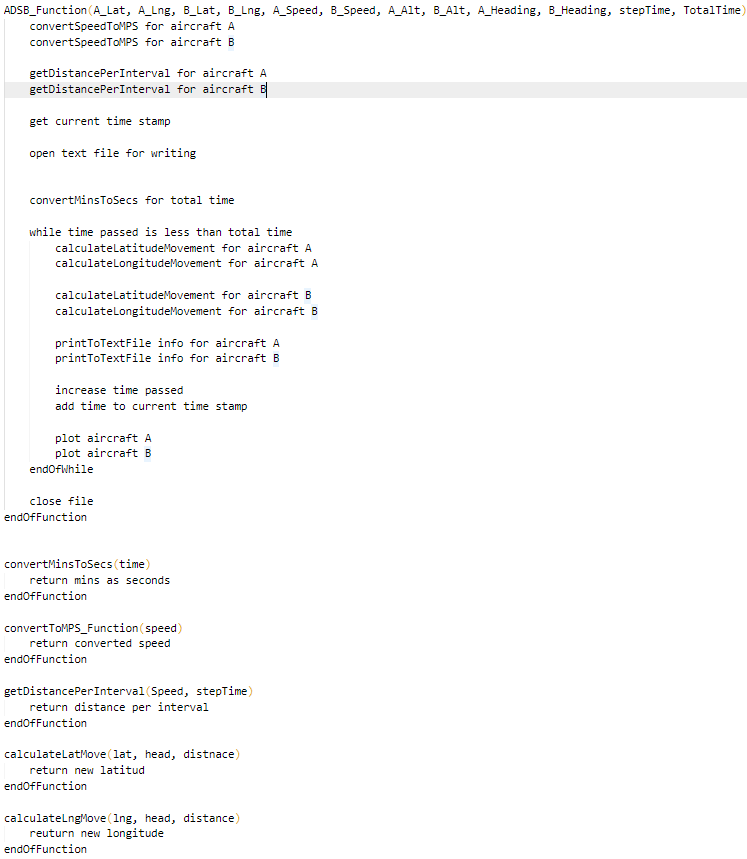 ADSB_Function(A_Lat, A_Lng, B_Lat, B_Lng, A_Speed, B_Speed, A_Alt, B_Alt, A_Heading, B_Heading, stepTime, TotalTime)
convertSpeedToMPS for aircraft A
convertSpeedToMPS for aircraft B
getDistancePerInterval for aircraft A
getDistancePerInterval for aircraft B
get current time stamp
open text file for writing
convertMinsToSecs for total time
while time passed is less than total time
calculateLatitudeMovement for aircraft A
calculateLongitudeMovement for aircraft A
calculateLatitudeMovement for aircraft B
calculateLongitudeMovement for aircraft B
printToTextFile info for aircraft A
printToTextFile info for aircraft B
increase time passed
add time to current time stamp
plot aircraft A
plot aircraft B
endOfWhile
close file
endOfFunction
convertMinsToSecs(time)
return mins as seconds
endOfFunction
convertToMPS_Function(speed)
return converted speed
endOfFunction
getDistancePerInterval(Speed, stepTime)
return distance per interval
endOfFunction
calculateLatMove(lat, head, distnace)
return new latitud
endOfFunction
calculateLngMove(lng, head, distance)
reuturn new longitude
endOfFunction